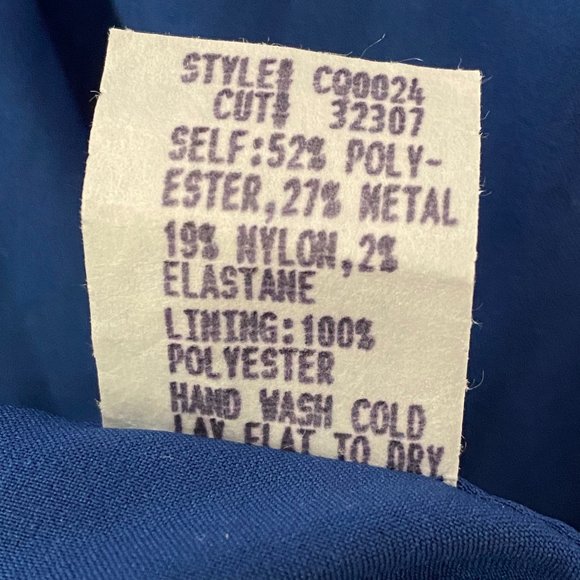 STYLE# CQ0024
CUT# 32307
SELF:52% POLY-
ESTER,27% METAL
19% NYLON,2%
ELASTANE
LINING:100%
POLYESTER
HAND WASH COLD
LAY FLAT TO DRY